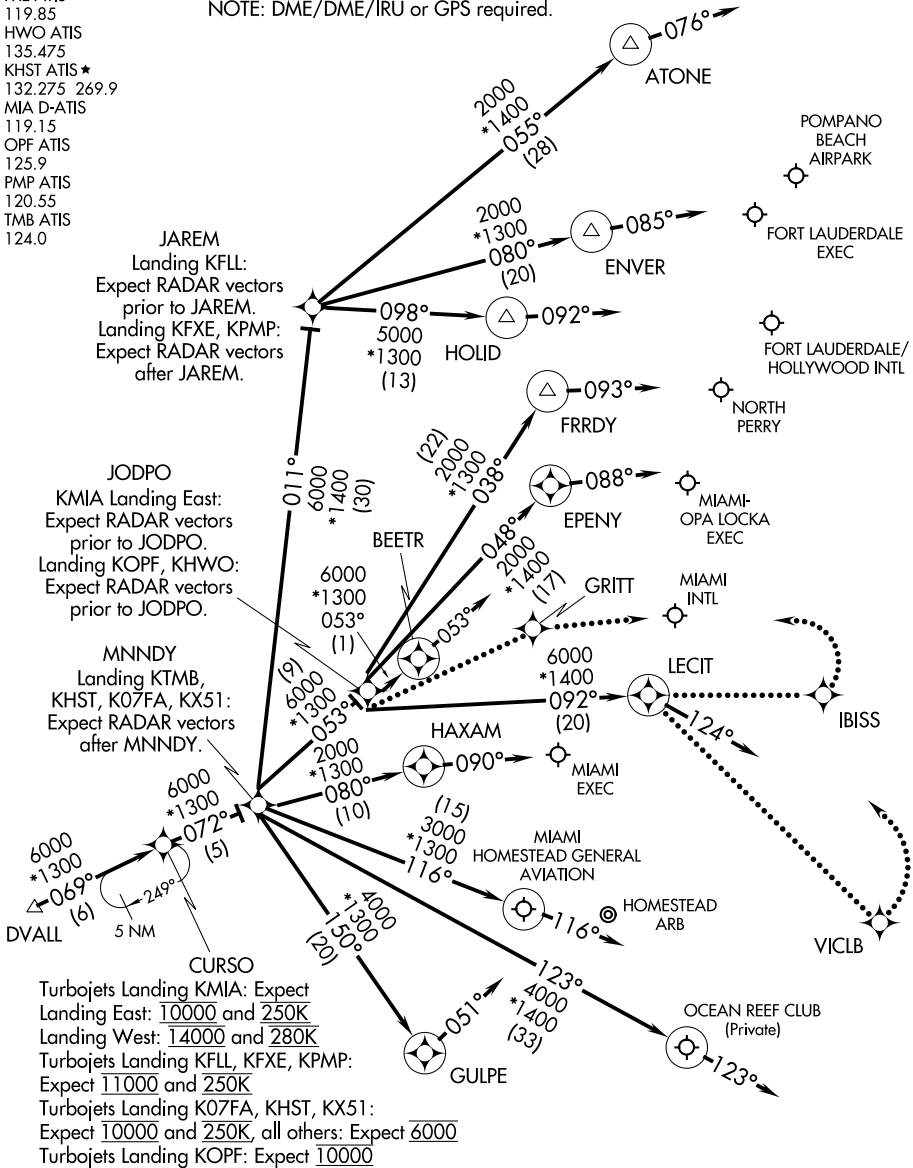 119.85
HWO ATIS
135.475
KHST ATIS ★
132.275 269.9
MIA D-ATIS
119.15
OPF ATIS
125.9
PMP ATIS
120.55
TMB ATIS
124.0
NOTE: DME/DME/IRU or GPS required.
076°
ATONE
2000
*1400
055°
(28)
POMPANO
BEACH
AIRPARK
2000
*1300
080°
(20)
085°
ENVER
FORT LAUDERDALE
EXEC
JAREM
Landing KFLL:
Expect RADAR vectors
prior to JAREM.
Landing KFXE, KPMP:
Expect RADAR vectors
after JAREM.
098°
5000
*1300
(13)
092°
HOLID
FORT LAUDERDALE/
HOLLYWOOD INTL
093°
FRRDY
NORTH
PERRY
(22)
2000
*1300
038°
011°
6000
*1400
(30)
JODPO
KMIA Landing East:
Expect RADAR vectors
prior to JODPO.
Landing KOPF, KHWO:
Expect RADAR vectors
prior to JODPO.
088°
EPENY
MIAMI-
OPA LOCKA
EXEC
048°
2000
*1400
(17)
BEETR
6000
*1300
053°
(1)
053°
GRITT
MIAMI
INTL
MNNDY
Landing KTMB,
KHST, K07FA, KX51:
Expect RADAR vectors
after MNNDY.
(9)
6000
*1300
053°
6000
*1400
092°
(20)
LECIT
124°
IBISS
2000
*1300
080°
(10)
HAXAM
090°
MIAMI
EXEC
6000
*1300
072°
(5)
(15)
3000
*1300
116°
MIAMI
HOMESTEAD GENERAL
AVIATION
116°
HOMESTEAD
ARB
6000
*1300
069°
(6)
249°
5 NM
DVALL
4000
*1300
150°
(20)
VICLB
CURSO
Turbojets Landing KMIA: Expect
Landing East: 10000 and 250K
Landing West: 14000 and 280K
Turbojets Landing KFLL, KFXE, KPMP:
Expect 11000 and 250K
Turbojets Landing K07FA, KHST, KX51:
Expect 10000 and 250K, all others: Expect 6000
Turbojets Landing KOPF: Expect 10000
051°
GULPE
123°
4000
*1400
(33)
OCEAN REEF CLUB
(Private)
123°